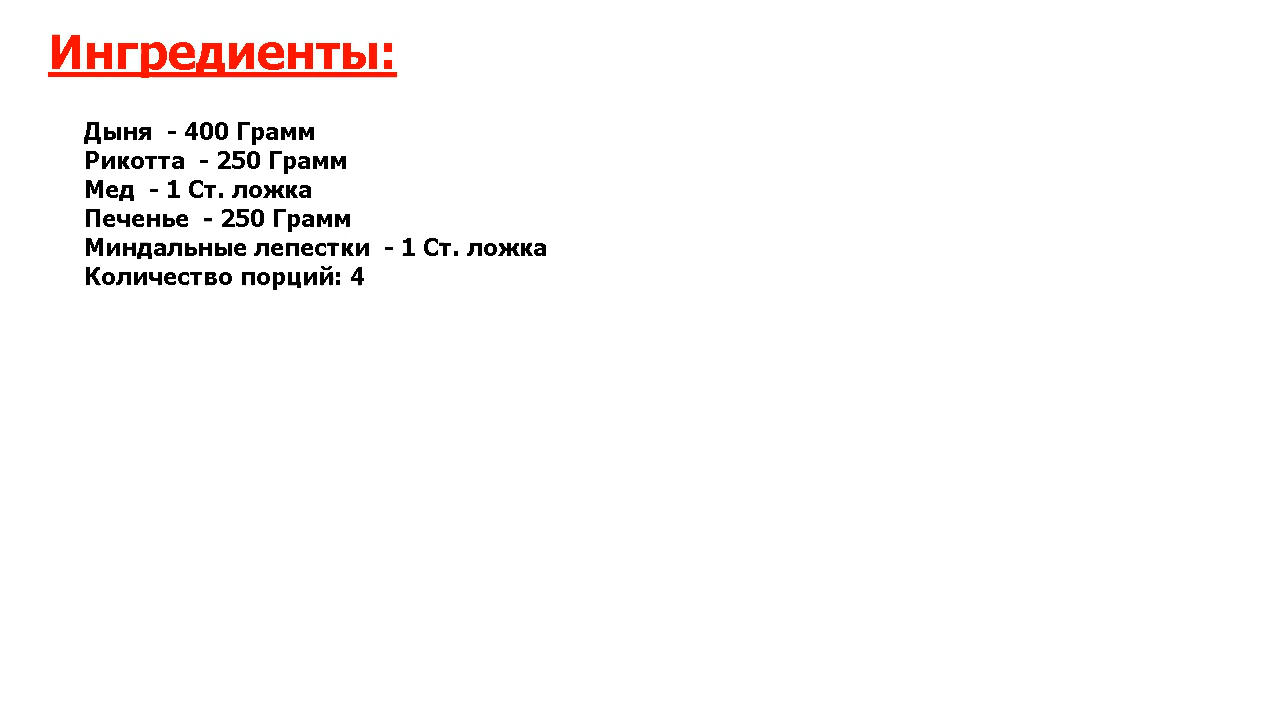 Ингредиенты:
Дыня  - 400 Грамм
Рикотта  - 250 Грамм
Мед  - 1 Ст. ложка
Печенье  - 250 Грамм
Миндальные лепестки  - 1 Ст. ложка
Количество порций: 4